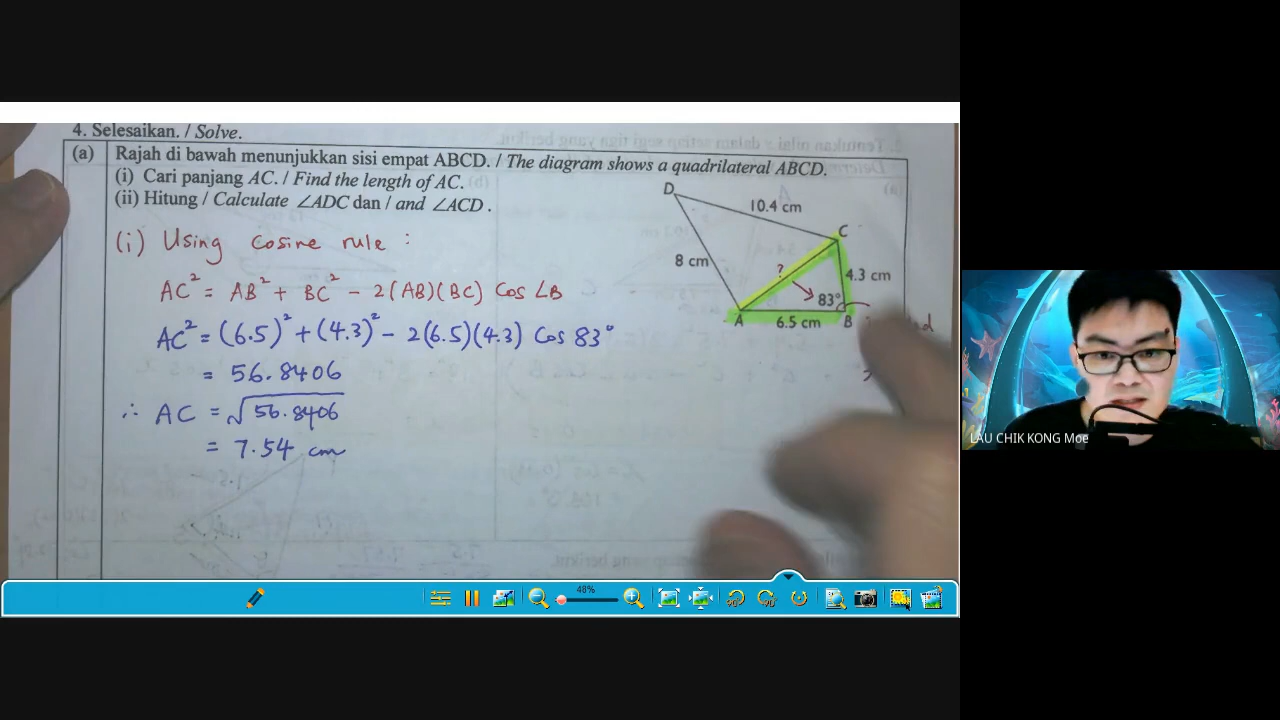 4. Selesaikan. / Solve.
(a) Rajah di bawah menunjukkan sisi empat ABCD. / The diagram shows a quadrilateral ABCD.
(i) Cari panjang AC. / Find the length of AC.
(ii) Hitung / Calculate ∠ADC dan / and ∠ACD .
D
10.4 cm
C
8 cm
?
4.3 cm
83°
A
6.5 cm
B
(i) Using cosine rule :
AC² = AB² + BC² - 2(AB)(BC) Cos ∠B
AC² = (6.5)² + (4.3)² - 2(6.5)(4.3) Cos 83°
= 56.8406
∴ AC = √56.8406
= 7.54 cm
48%
LAU CHIK KONG Moe